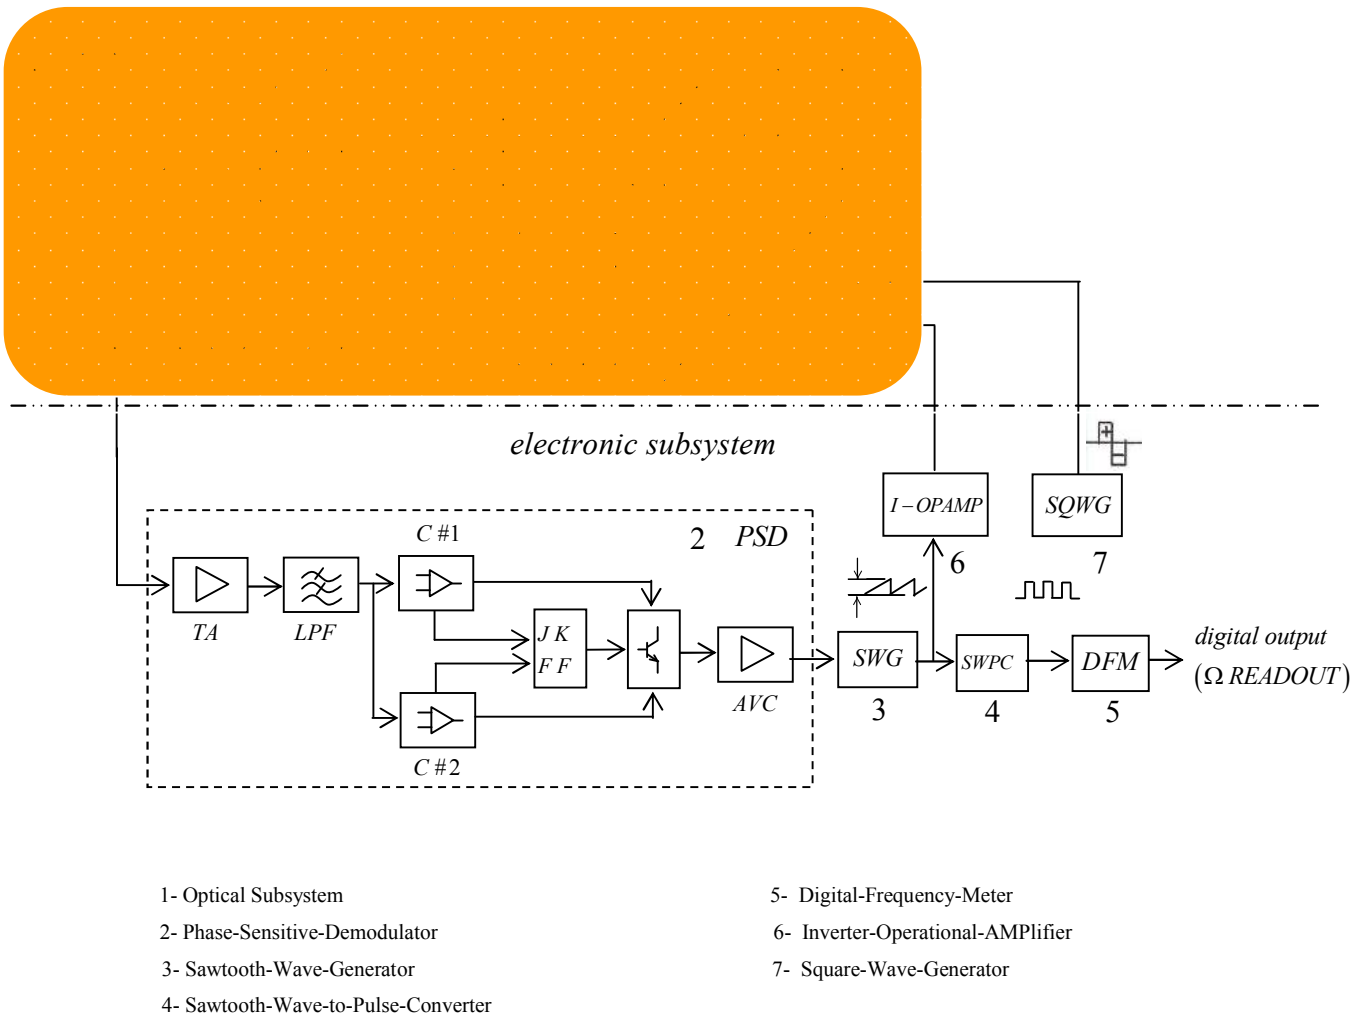 electronic subsystem
I-OPAMP
SQWG
C #1
2 PSD
6
7
TA
LPF
J K
F F
SWG
SWPC
DFM
digital output
(Ω READOUT)
AVC
3
4
5
C #2
1- Optical Subsystem
2- Phase-Sensitive-Demodulator
3- Sawtooth-Wave-Generator
4- Sawtooth-Wave-to-Pulse-Converter
5- Digital-Frequency-Meter
6- Inverter-Operational-AMPlifier
7- Square-Wave-Generator